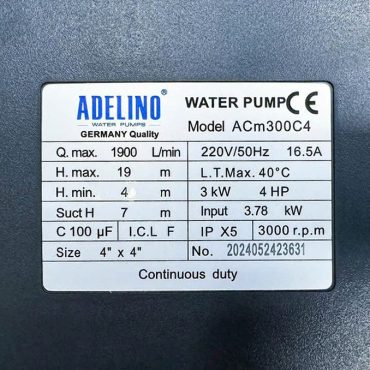 ADELINO® WATER PUMP CE
WATER PUMPS
GERMANY Quality Model ACm300C4
Q. max. 1900 L/min 220V/50Hz 16.5A
H. max. 19 m L.T.Max. 40°C
H. min. 4 m 3 kW 4 HP
Suct H 7 m Input 3.78 kW
C 100 µF I.C.L F IP X5 3000 r.p.m
Size 4" x 4" No. 2024052423631
Continuous duty